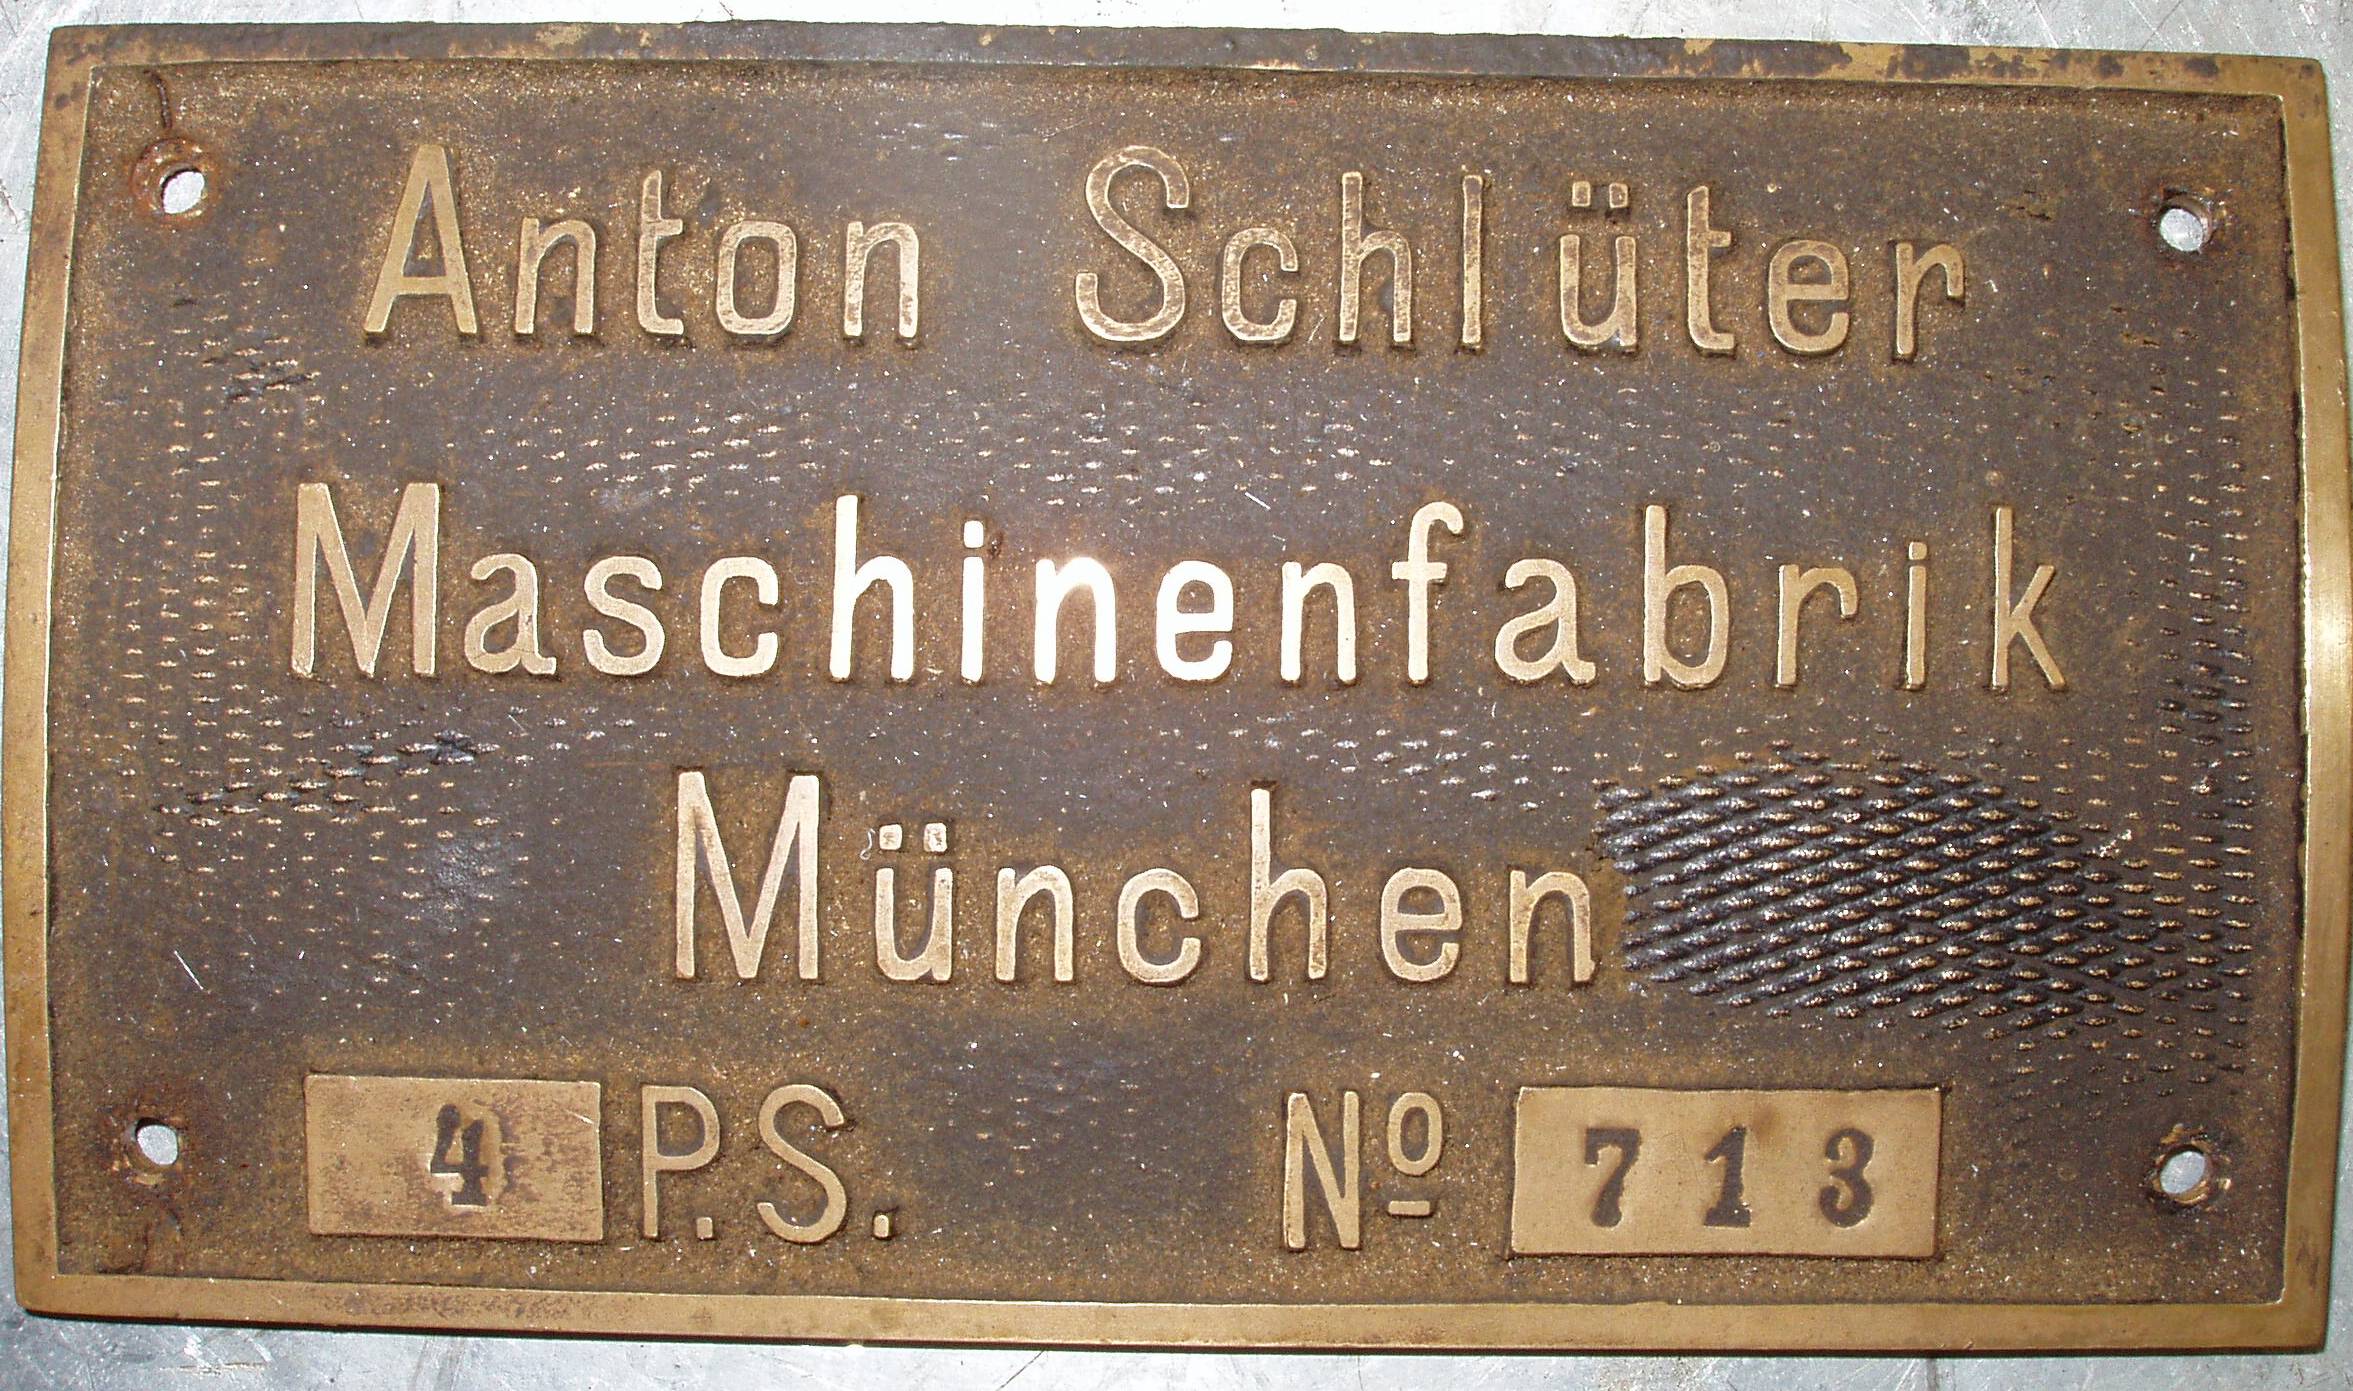 Anton Schlüter
Maschinenfabrik
München
4 P.S. Nº 713